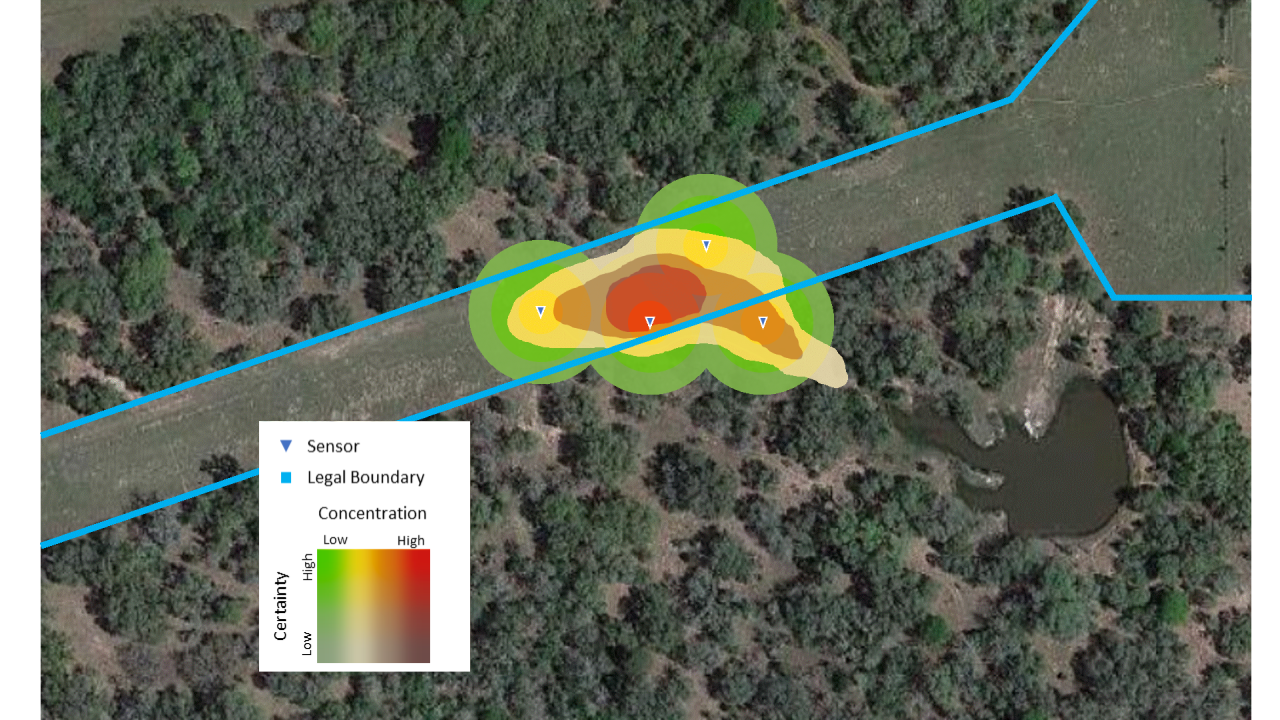 Sensor
Legal Boundary
Concentration
Low High
High
Certainty
Low